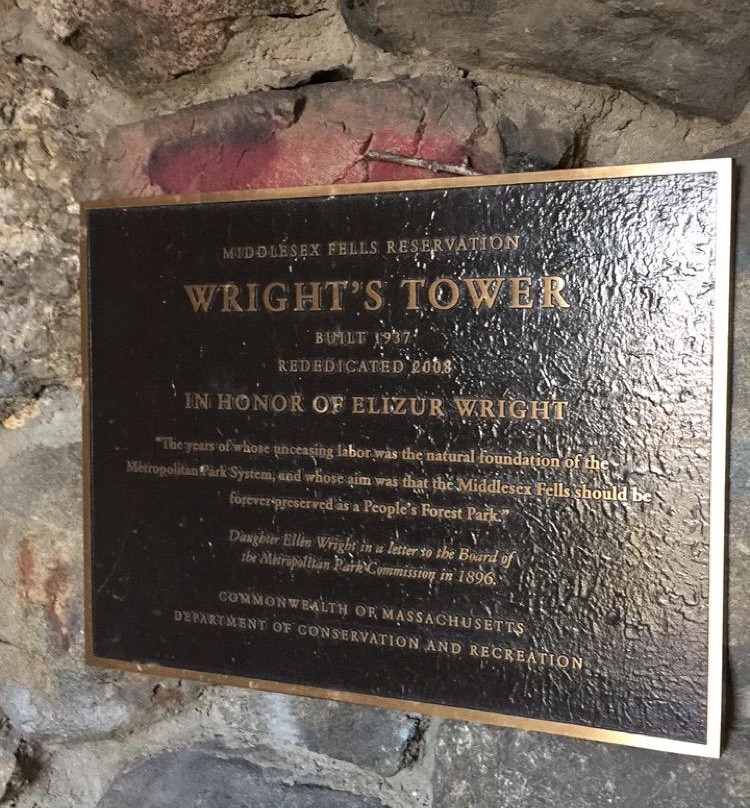 MIDDLESEX FELLS RESERVATION
WRIGHT'S TOWER
BUILT 1937
REDEDICATED 2008
IN HONOR OF ELIZUR WRIGHT
"The years of whose unceasing labor was the natural foundation of the
Metropolitan Park System, and whose aim was that the Middlesex Fells should be
forever preserved as a People's Forest Park."
Daughter Ellen Wright in a letter to the Board of
the Metropolitan Park Commission in 1896.
COMMONWEALTH OF MASSACHUSETTS
DEPARTMENT OF CONSERVATION AND RECREATION